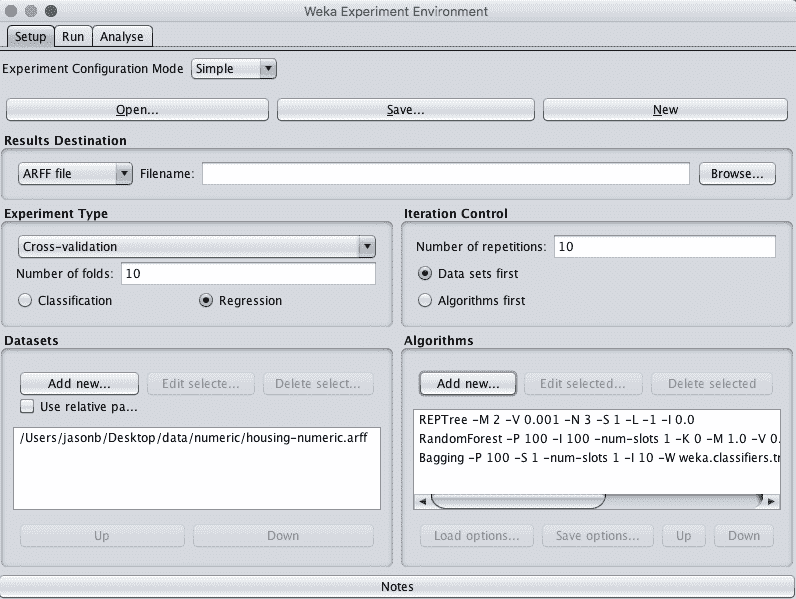 Weka Experiment Environment
Setup Run Analyse
Experiment Configuration Mode Simple
Open... Save... New
Results Destination
ARFF file Filename: Browse...
Experiment Type
Cross-validation
Number of folds: 10
Classification Regression
Iteration Control
Number of repetitions: 10
Data sets first
Algorithms first
Datasets
Add new... Edit selecte... Delete select...
Use relative pa...
/Users/jasonb/Desktop/data/numeric/housing-numeric.arff
Up Down
Algorithms
Add new... Edit selected... Delete selected
REPTree -M 2 -V 0.001 -N 3 -S 1 -L -1 -I 0.0
RandomForest -P 100 -I 100 -num-slots 1 -K 0 -M 1.0 -V 0.
Bagging -P 100 -S 1 -num-slots 1 -I 10 -W weka.classifiers.tr
Load options... Save options... Up Down
Notes